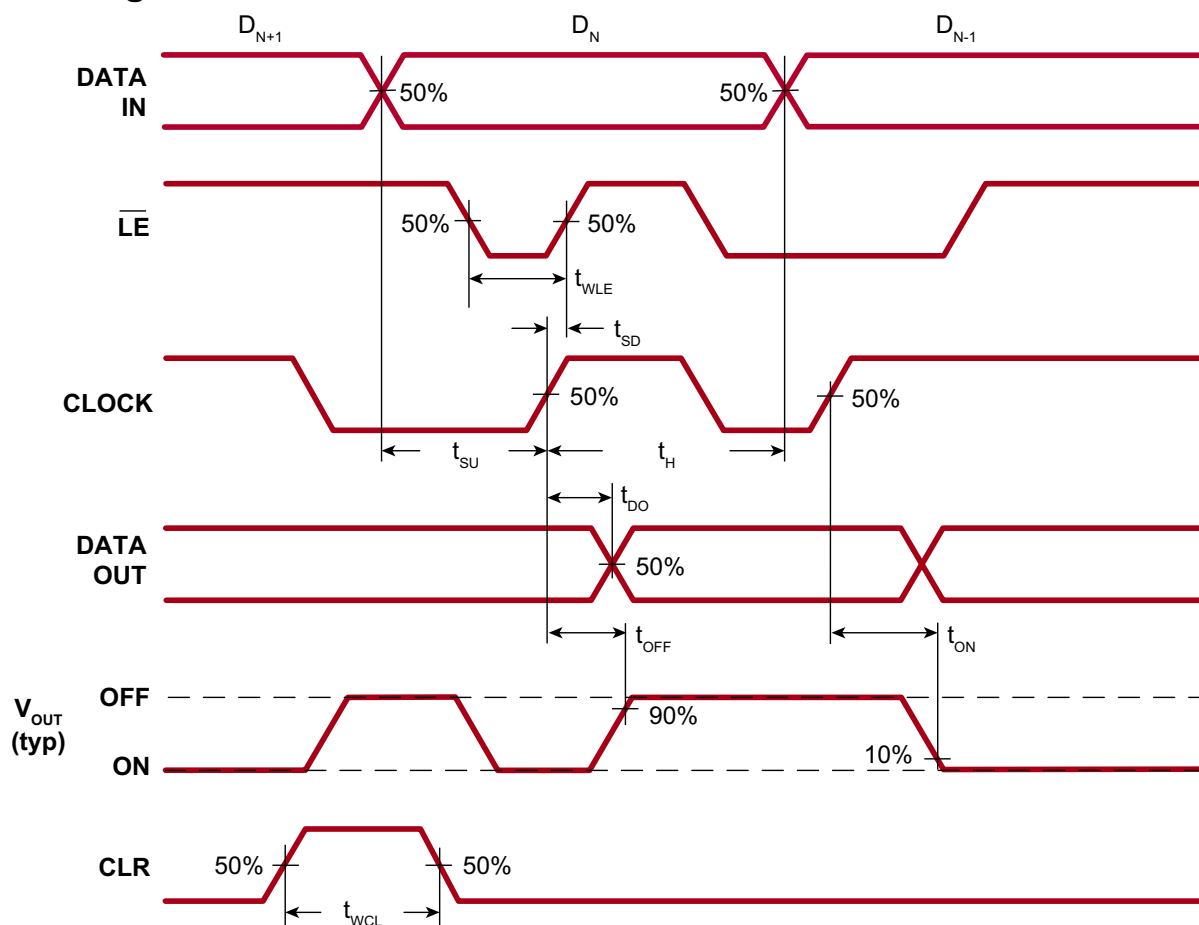 D_N+1 D_N D_N-1
DATA
IN
50% 50%
L̅E̅
50% 50%
t_WLE
t_SD
CLOCK
50% 50%
t_SU t_H
t_DO
DATA
OUT
50%
t_OFF t_ON
V_OUT
(typ)
OFF
90%
ON
10%
CLR
50% 50%
t_WCL